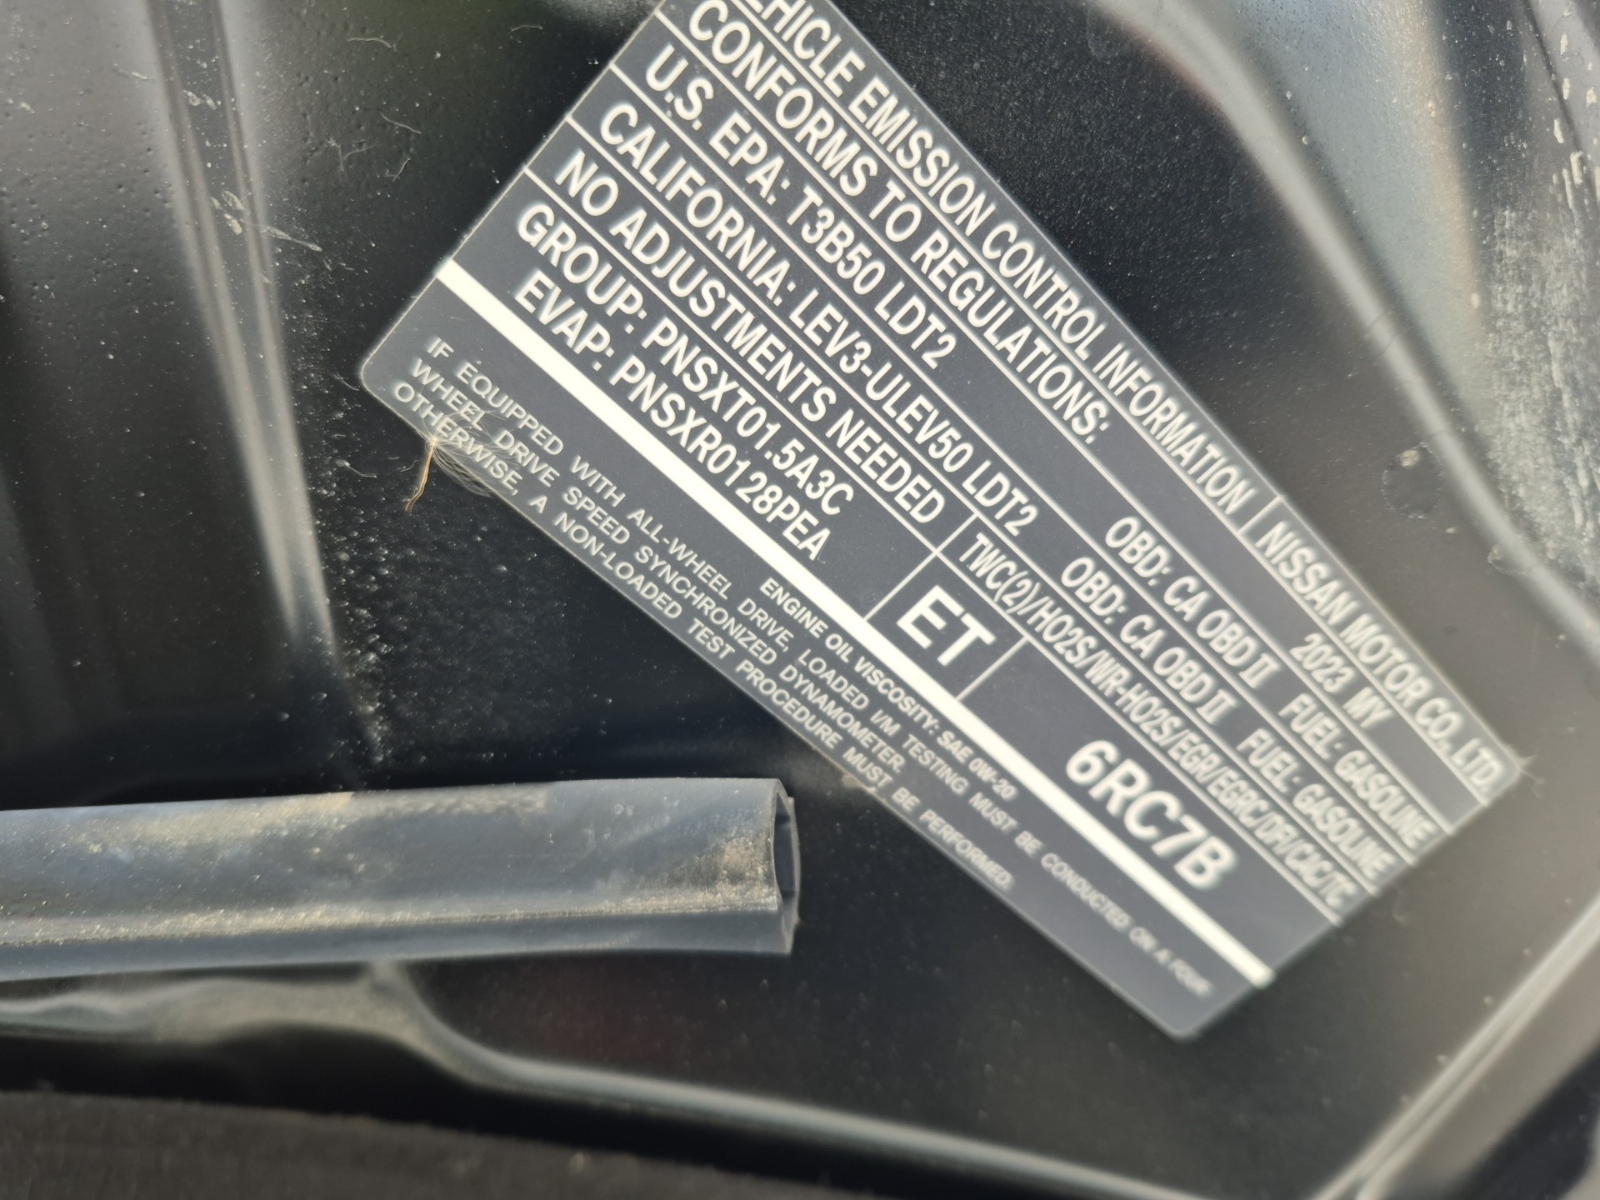 VEHICLE EMISSION CONTROL INFORMATION | NISSAN MOTOR CO., LTD.
CONFORMS TO REGULATIONS: 2023 MY
U.S. EPA: T3B50 LDT2 OBD: CA OBD II FUEL: GASOLINE
CALIFORNIA: LEV3-ULEV50 LDT2 OBD: CA OBD II FUEL: GASOLINE
NO ADJUSTMENTS NEEDED TWC(2)/HO2S/WR-HO2S/EGR/EGRC/DFI/CAC/TC
GROUP: PNSXT01.5A3C
EVAP: PNSXR0128PEA
ET
6RC7B
ENGINE OIL VISCOSITY: SAE 0W-20
IF EQUIPPED WITH ALL-WHEEL DRIVE, LOADED I/M TESTING MUST BE CONDUCTED ON A FOUR-
WHEEL DRIVE SPEED SYNCHRONIZED DYNAMOMETER.
OTHERWISE, A NON-LOADED TEST PROCEDURE MUST BE PERFORMED.